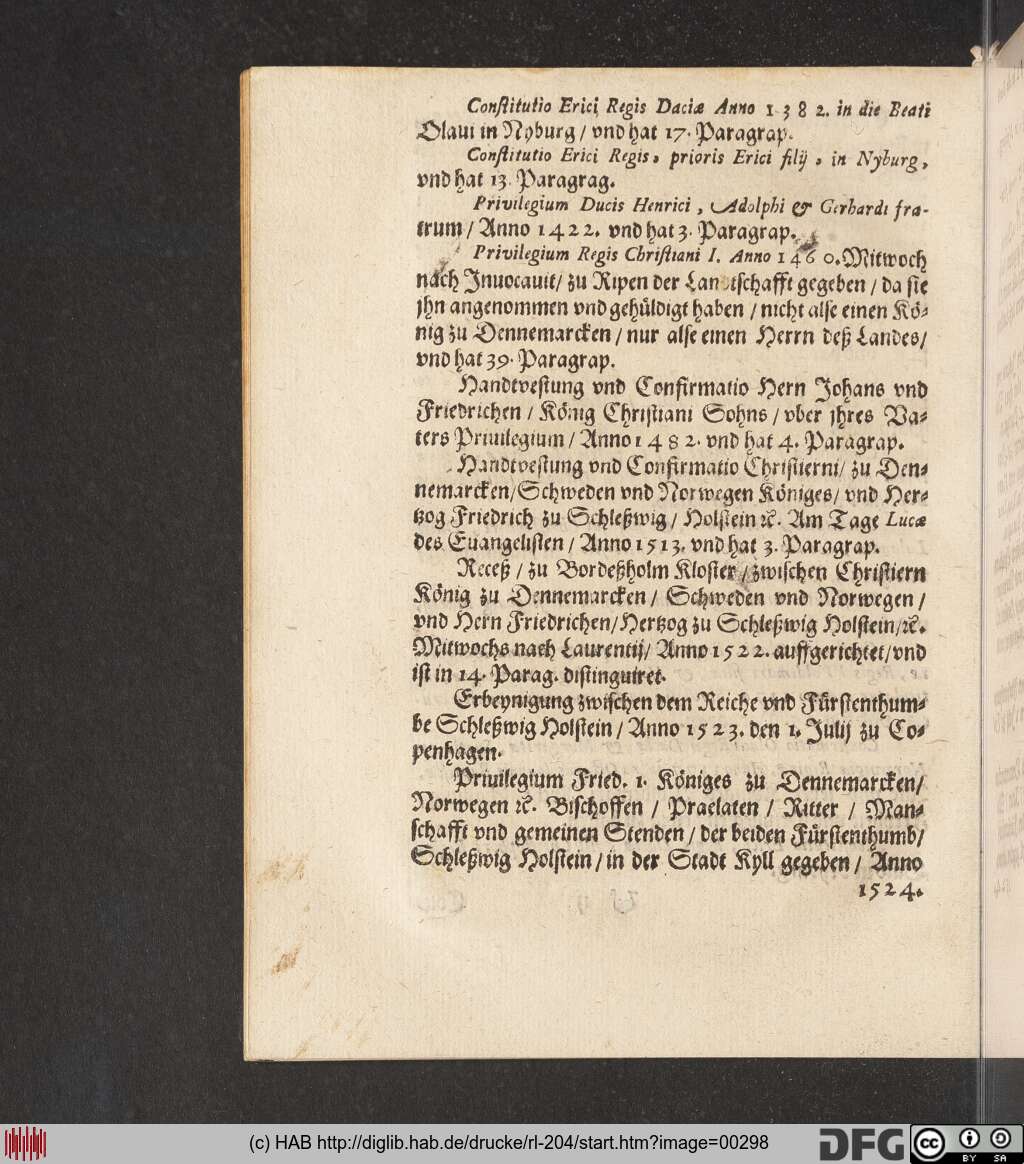 Constitutio Erici Regis Daciæ Anno 1382. in die Beati
Olaui in Nyburg / vnd hat 17. Paragrap.
Constitutio Erici Regis, prioris Erici filij, in Nyburg,
vnd hat 13. Paragrag.
Privilegium Ducis Henrici, Adolphi & Gerhardi fra-
trum / Anno 1422. vnd hat 3. Paragrap.
Privilegium Regis Christiani I. Anno 1460. Mitwoch
nach Inuocauit / zu Ripen der Landtschafft gegeben / da sie
jhn angenommen vnd gehüldigt haben / nicht alse einen Kö-
nig zu Dennemarcken / nur alse einen Herrn deß Landes /
vnd hat 39. Paragrap.
Handtvestung vnd Confirmatio Hern Johans vnd
Friedrichen / König Christiani Sohns / vber jhres Va-
ters Priuilegium / Anno 1482. vnd hat 4. Paragrap.
Handtvestung vnd Confirmatio Christierni / zu Den-
nemarcken / Schweden vnd Norwegen Königes / vnd Her-
tzog Friedrich zu Schleßwig / Holstein ꝛc. Am Tage Lucæ
des Euangelisten / Anno 1513. vnd hat 3. Paragrap.
Receß / zu Bordeßholm Kloster / zwischen Christiern
König zu Dennemarcken / Schweden vnd Norwegen /
vnd Hern Friedrichen / Hertzog zu Schleßwig Holstein / ꝛc.
Mitwochs nach Laurentij / Anno 1522. auffgerichtet / vnd
ist in 14. Parag. distinguiret.
Erbeynigung zwischen dem Reiche vnd Fürstenthum-
be Schleßwig Holstein / Anno 1523. den 1. Julij zu Co-
penhagen.
Priuilegium Fried. 1. Königes zu Dennemarcken /
Norwegen ꝛc. Bischoffen / Praelaten / Ritter / Man-
schafft vnd gemeinen Stenden / der beiden Fürstenthumb /
Schleßwig Holstein / in der Stadt Kyll gegeben / Anno
1524.
(c) HAB http://diglib.hab.de/drucke/rl-204/start.htm?image=00298
DFG
cc BY SA